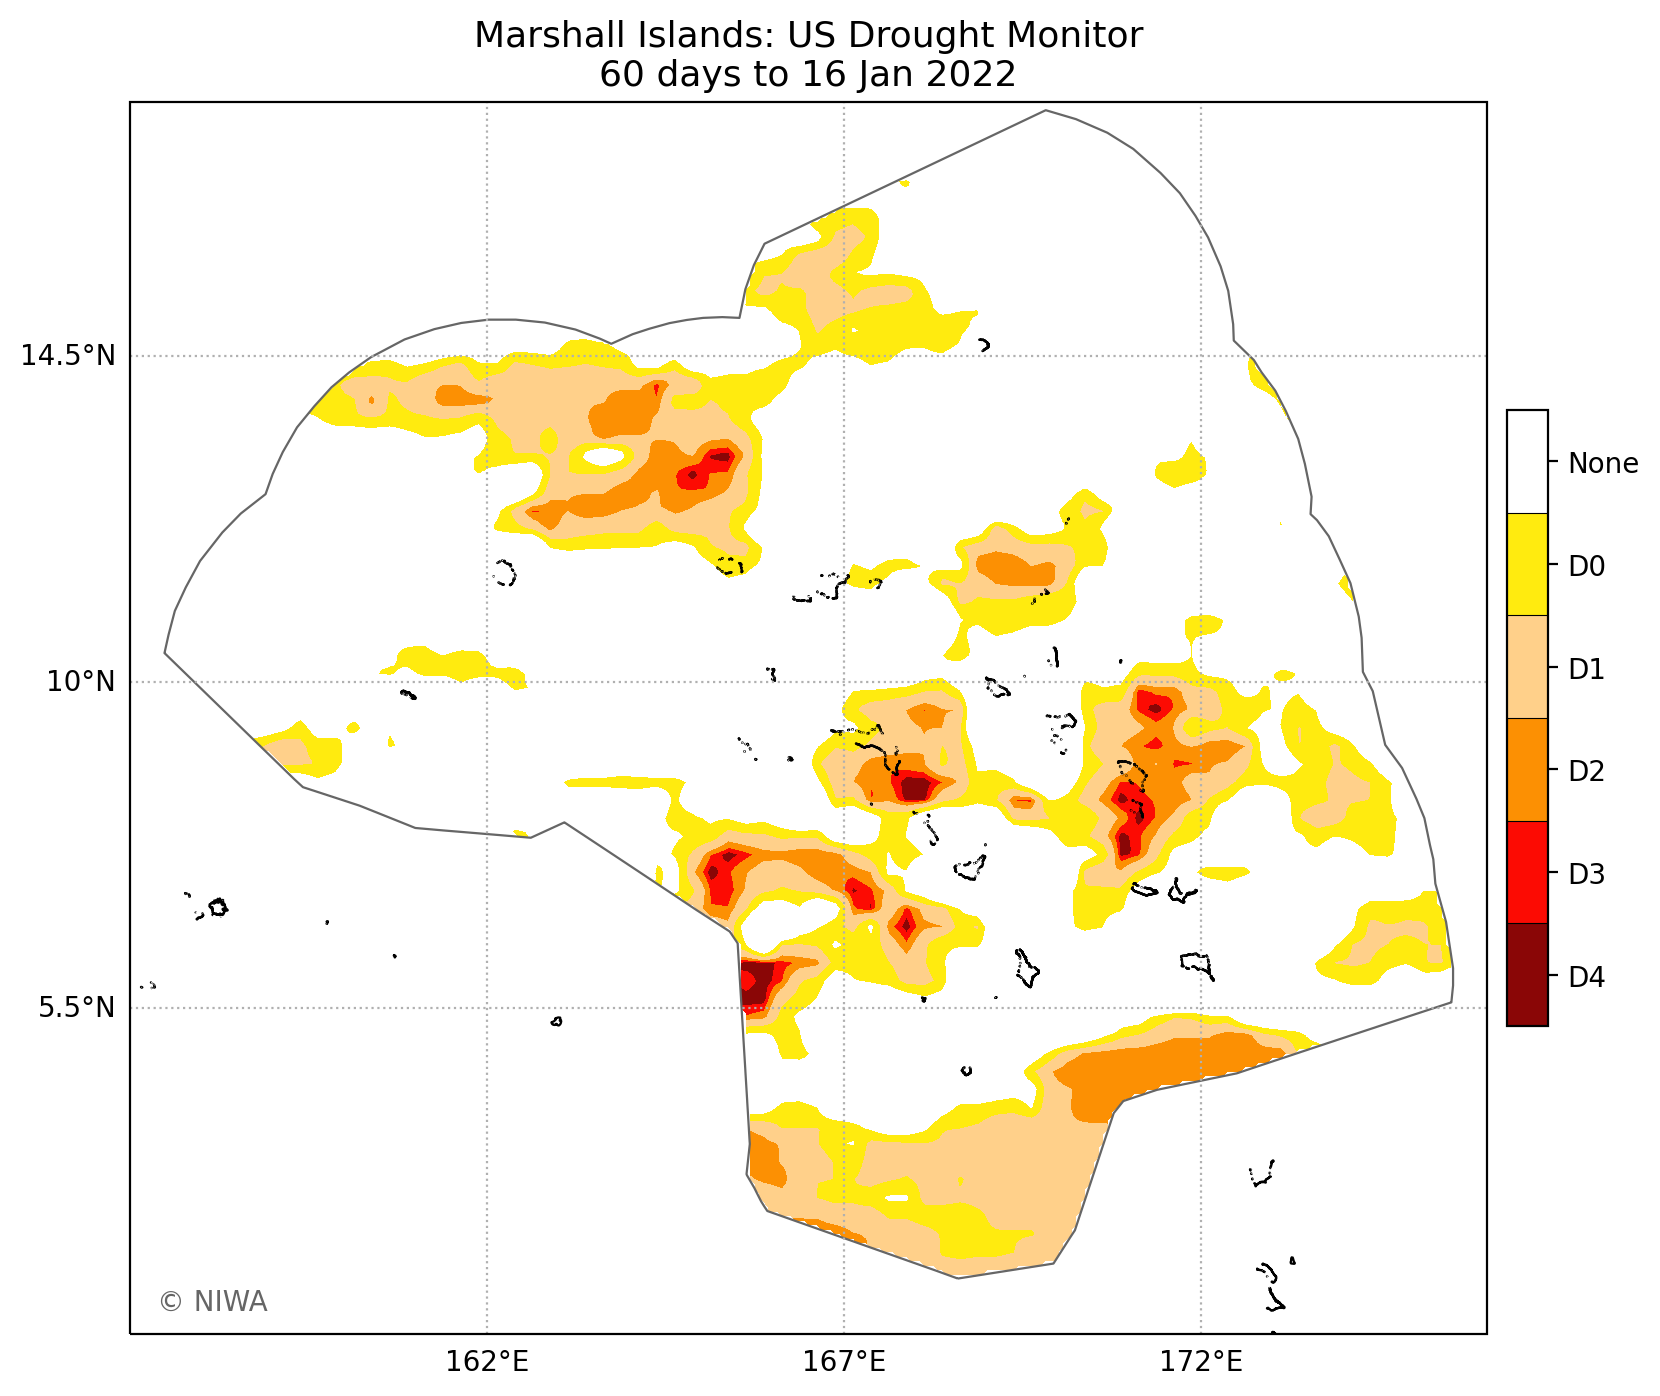 Marshall Islands: US Drought Monitor
60 days to 16 Jan 2022
14.5°N
10°N
5.5°N
162°E
167°E
172°E
None
D0
D1
D2
D3
D4
© NIWA